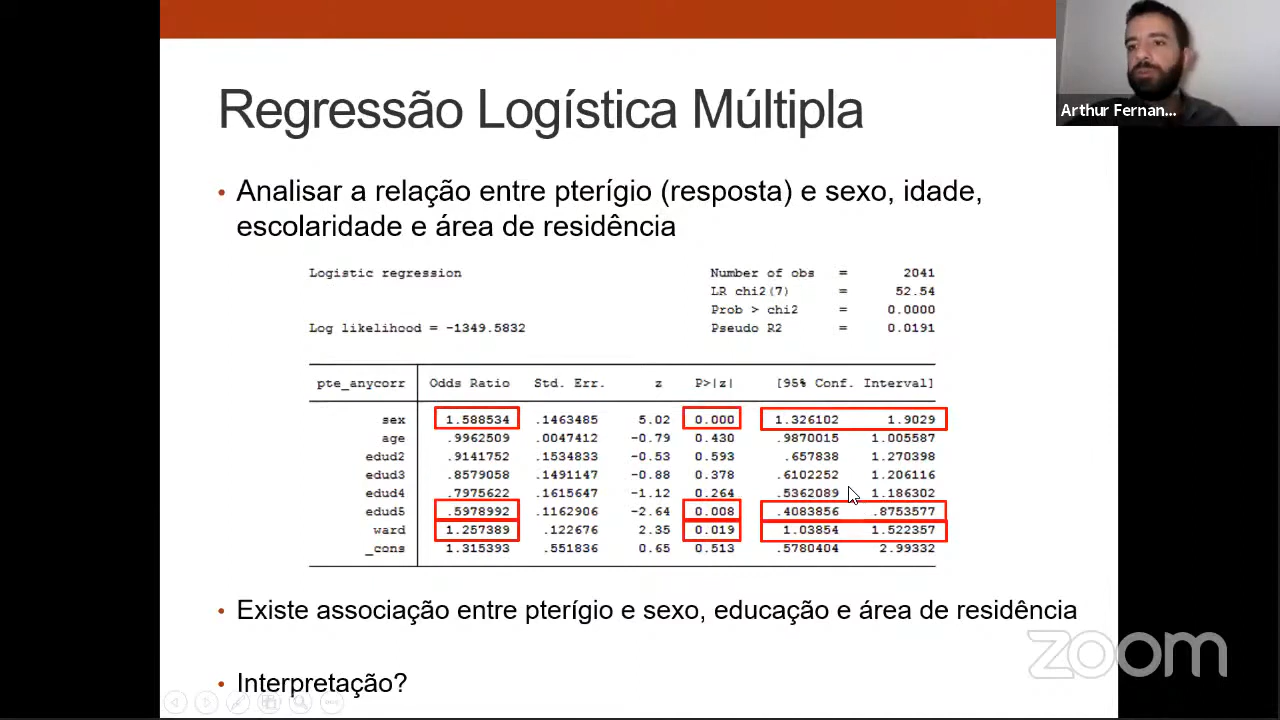 Regressão Logística Múltipla
Arthur Fernan...
• Analisar a relação entre pterígio (resposta) e sexo, idade,
escolaridade e área de residência
Logistic regression Number of obs = 2041
LR chi2(7) = 52.54
Prob > chi2 = 0.0000
Log likelihood = -1349.5832 Pseudo R2 = 0.0191
pte_anycorr Odds Ratio Std. Err. z P>|z| [95% Conf. Interval]
sex 1.588534 .1463485 5.02 0.000 1.326102 1.9029
age .9962509 .0047412 -0.79 0.430 .9870015 1.005587
edud2 .9141752 .1534833 -0.53 0.593 .657838 1.270398
edud3 .8579058 .1491147 -0.88 0.378 .6102252 1.206116
edud4 .7975622 .1615647 -1.12 0.264 .5362089 1.186302
edud5 .5978992 .1162906 -2.64 0.008 .4083856 .8753577
ward 1.257389 .122676 2.35 0.019 1.03854 1.522357
_cons 1.315393 .551836 0.65 0.513 .5780404 2.99332
• Existe associação entre pterígio e sexo, educação e área de residência
zoom
• Interpretação?